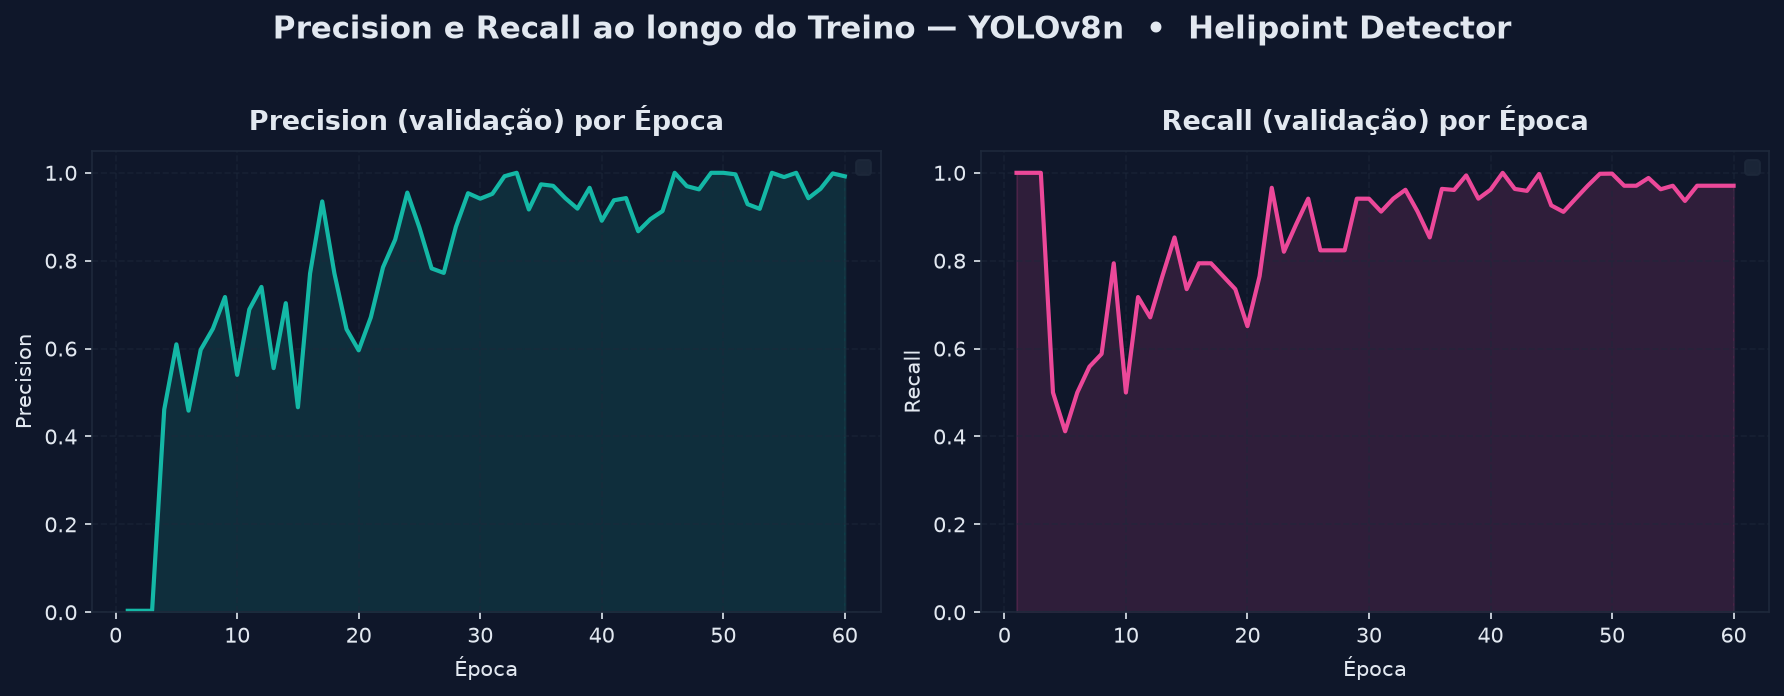 Precision e Recall ao longo do Treino — YOLOv8n • Helipoint Detector
Precision (validação) por Época
Precision
1.0
0.8
0.6
0.4
0.2
0.0
0 10 20 30 40 50 60
Época
Recall (validação) por Época
Recall
1.0
0.8
0.6
0.4
0.2
0.0
0 10 20 30 40 50 60
Época